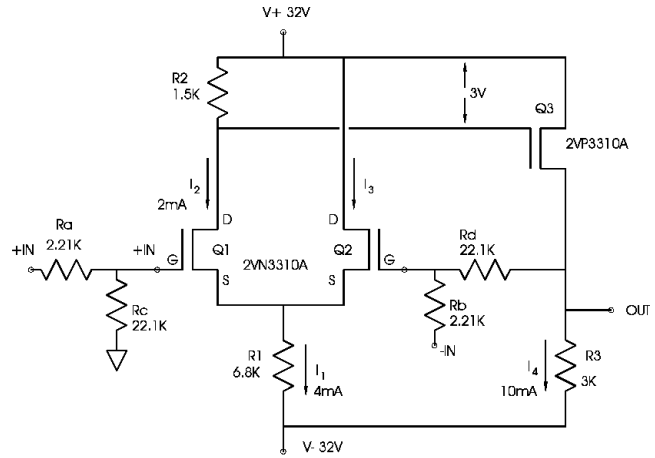 V+ 32V
R2
1.5K
3V
Q3
2VP3310A
I2
2mA
I3
Ra
2.21K
+IN
+IN
G
D
Q1
S
2VN3310A
D
Q2
S
G
Rd
22.1K
Rc
22.1K
Rb
2.21K
-IN
OUT
R1
6.8K
I1
4mA
I4
10mA
R3
3K
V- 32V